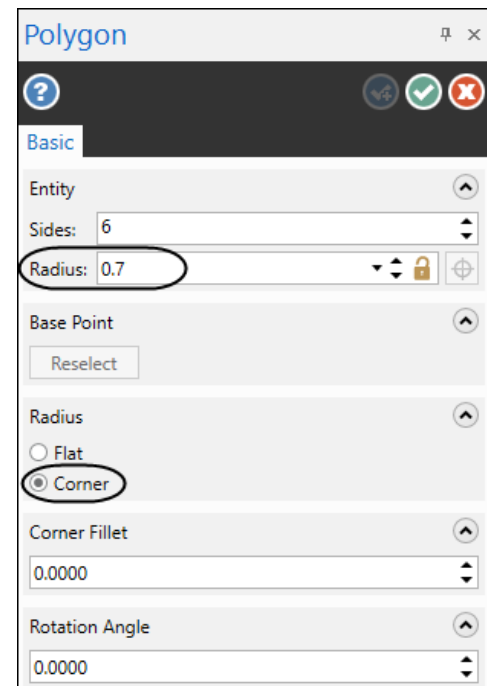 Polygon
?
Basic
Entity
Sides: 6
Radius: 0.7
Base Point
Reselect
Radius
Flat
Corner
Corner Fillet
0.0000
Rotation Angle
0.0000